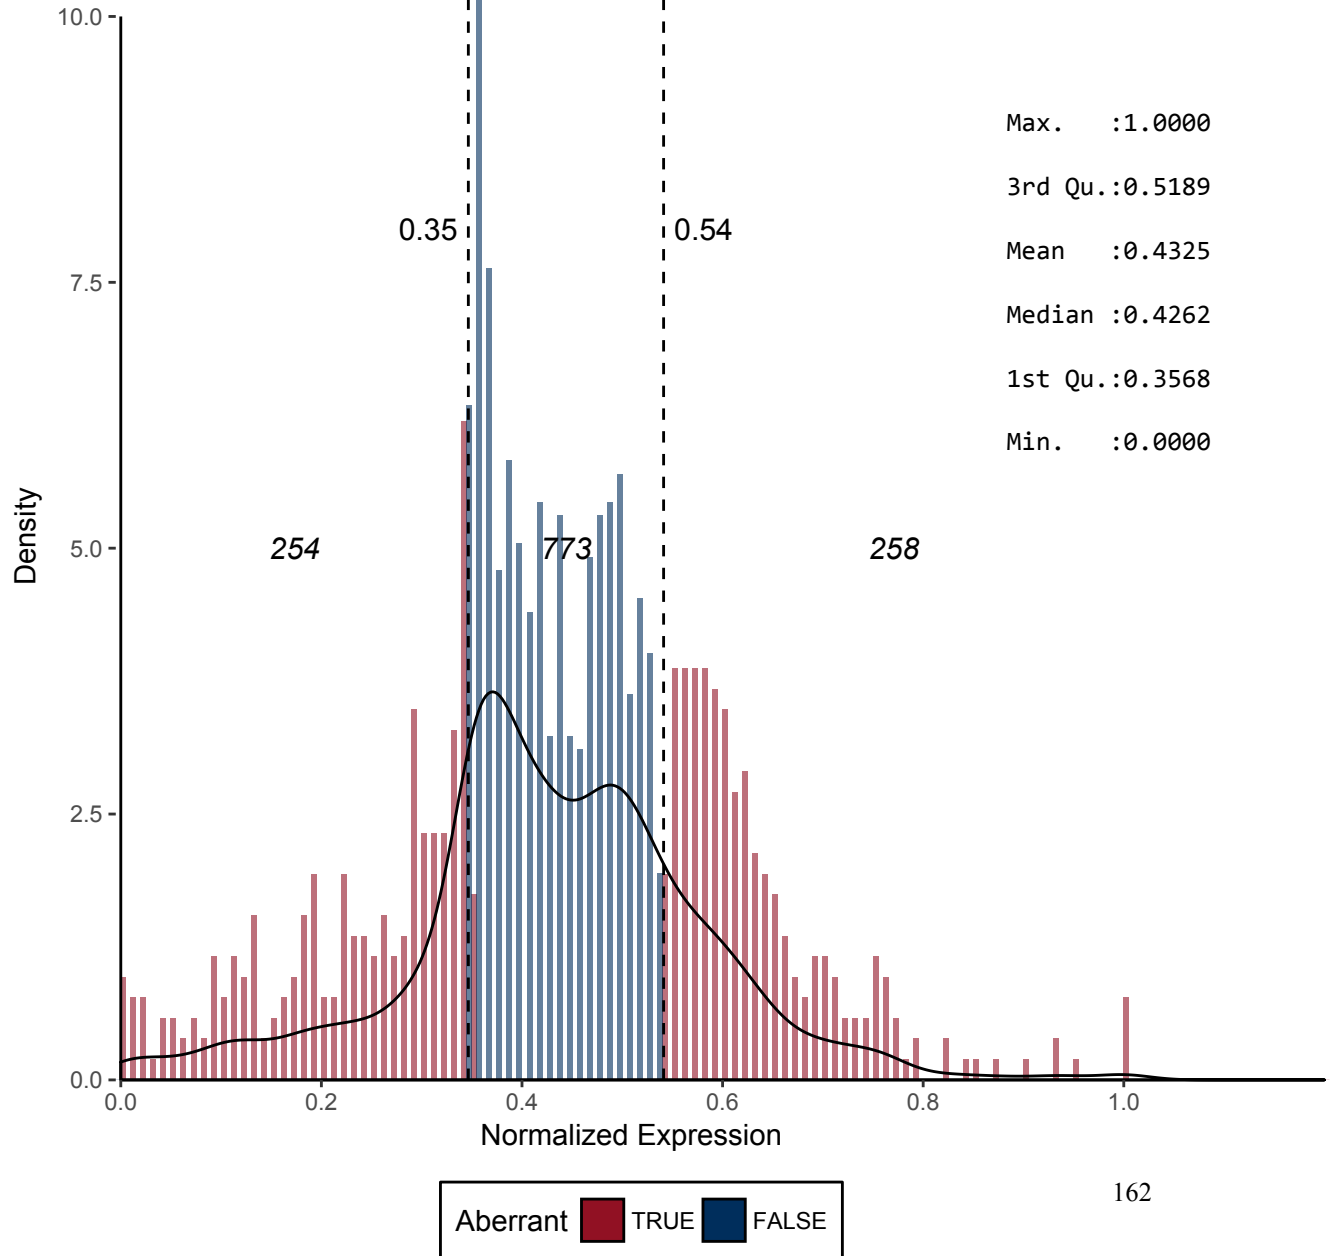 10.0
Max. :1.0000
3rd Qu.:0.5189
0.35
0.54
Mean :0.4325
7.5
Median :0.4262
1st Qu.:0.3568
Min. :0.0000
Density
5.0
254
773
258
2.5
0.0
0.0 0.2 0.4 0.6 0.8 1.0
Normalized Expression
162
Aberrant TRUE FALSE